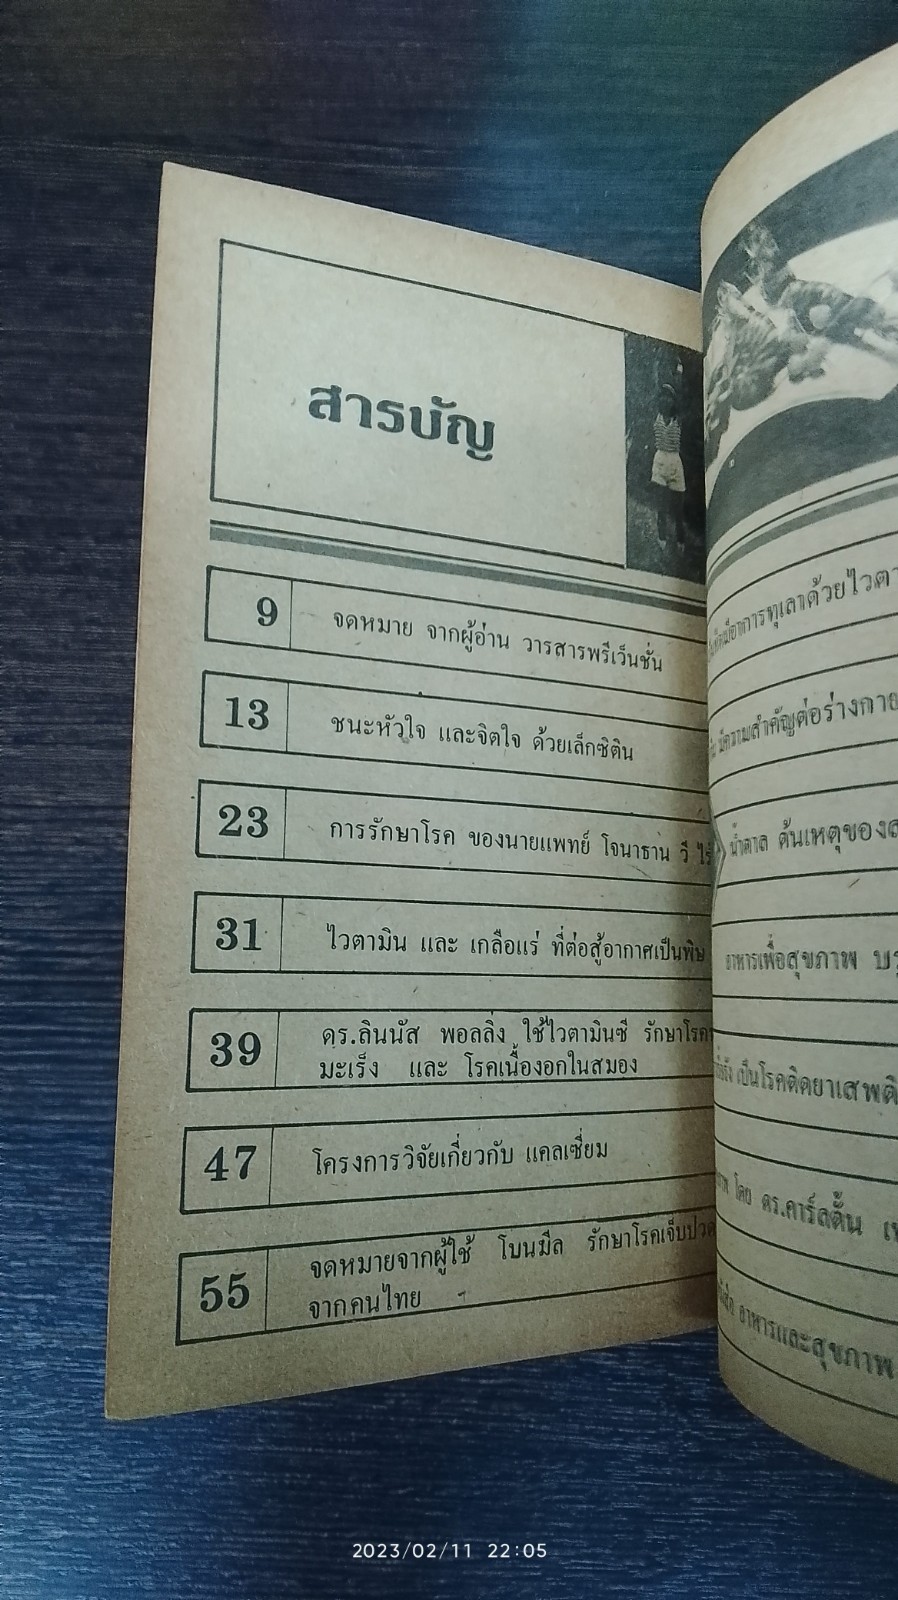 สารบัญ
9 จดหมาย จากผู้อ่าน วารสารพรีเว็นชั่น
13 ชนะหัวใจ และจิตใจ ด้วยเล็กซิติน
23 การรักษาโรค ของนายแพทย์ โจนาธาน วี
31 ไวตามิน และ เกลือแร่ ที่ต่อสู้อากาศเป็นพิษ
39 ดร.ลินนัส พอลลิ่ง ใช้ไวตามินซี รักษาโรค
มะเร็ง และ โรคเนื้องอกในสมอง
47 โครงการวิจัยเกี่ยวกับ แคลเซี่ยม
55 จดหมายจากผู้ใช้ โบนมีล รักษาโรคเจ็บปวด
จากคนไทย
อาการทุเลาด้วยไวตา
มีความสำคัญต่อร่างกาย
น้ำตาล ต้นเหตุของ
อาหารเพื่อสุขภาพ
เป็นโรคติดยาเสพติ
โดย ดร.คาร์ลตั้น
อาหารและสุขภาพ
2023/02/11 22:05